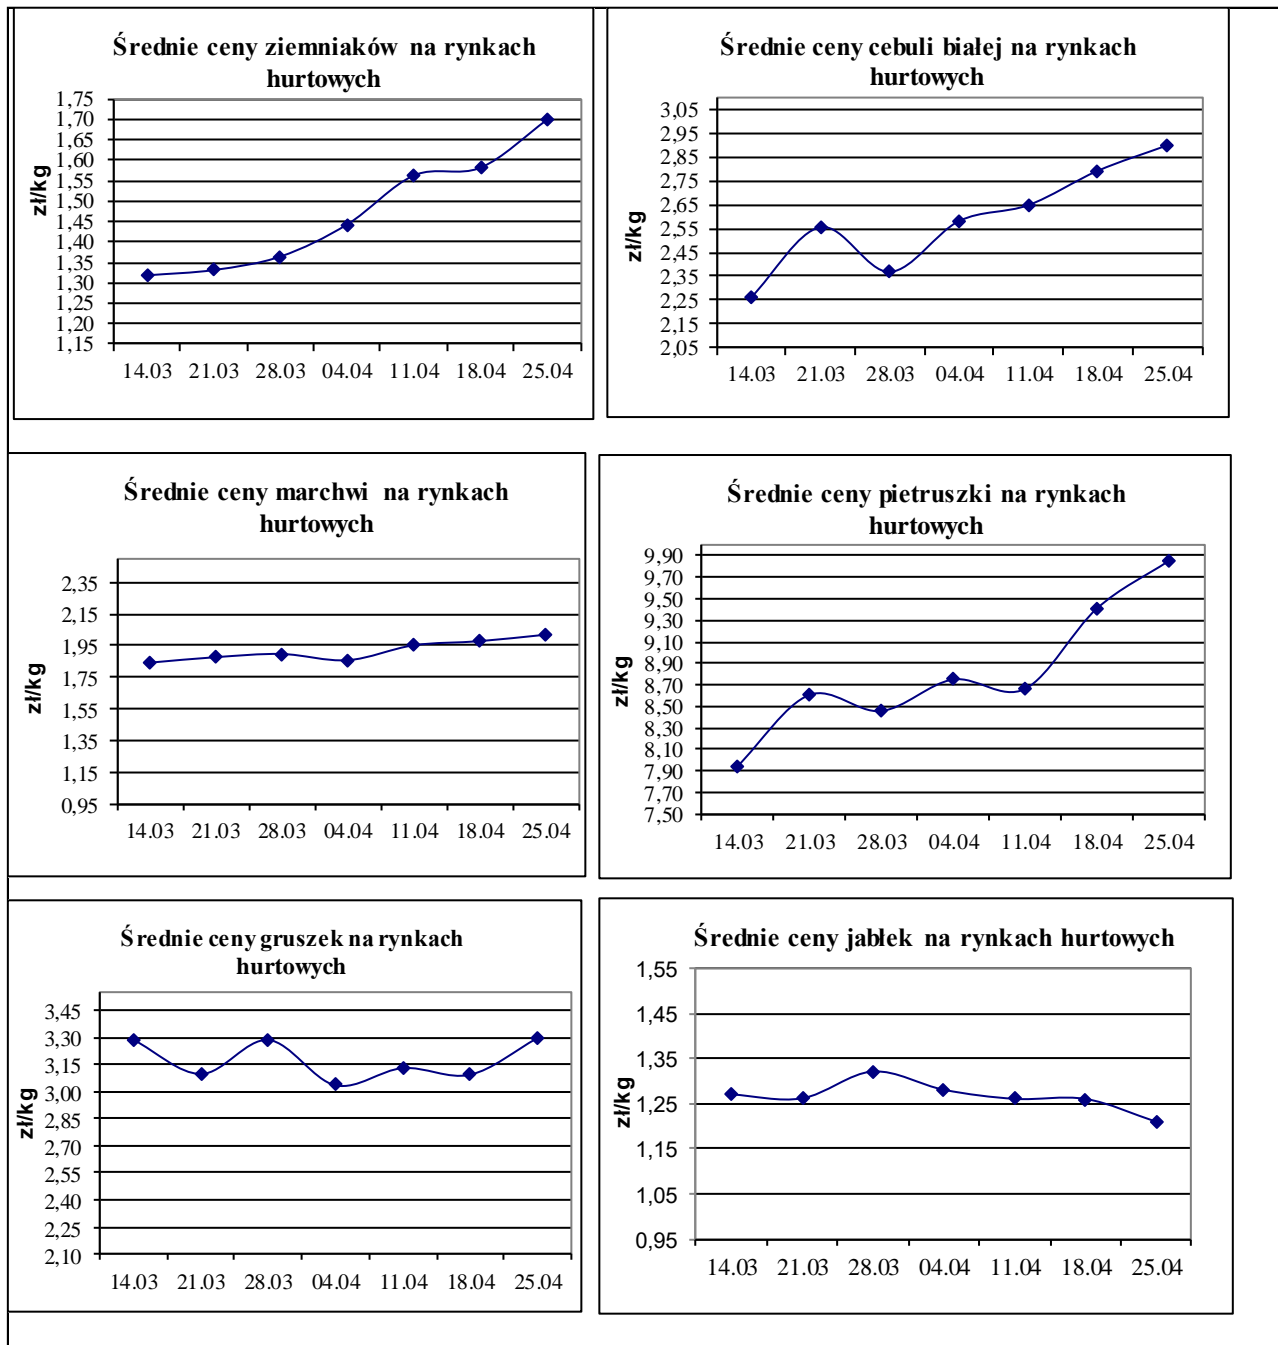 Średnie ceny ziemniaków na rynkach
hurtowych
zł/kg
1,75
1,70
1,65
1,60
1,55
1,50
1,45
1,40
1,35
1,30
1,25
1,20
1,15
14.03 21.03 28.03 04.04 11.04 18.04 25.04
Średnie ceny cebuli białej na rynkach
hurtowych
zł/kg
3,05
2,95
2,85
2,75
2,65
2,55
2,45
2,35
2,25
2,15
2,05
14.03 21.03 28.03 04.04 11.04 18.04 25.04
Średnie ceny marchwi na rynkach
hurtowych
zł/kg
2,35
2,15
1,95
1,75
1,55
1,35
1,15
0,95
14.03 21.03 28.03 04.04 11.04 18.04 25.04
Średnie ceny pietruszki na rynkach
hurtowych
zł/kg
9,90
9,70
9,50
9,30
9,10
8,90
8,70
8,50
8,30
8,10
7,90
7,70
7,50
14.03 21.03 28.03 04.04 11.04 18.04 25.04
Średnie ceny gruszek na rynkach
hurtowych
zł/kg
3,45
3,30
3,15
3,00
2,85
2,70
2,55
2,40
2,25
2,10
14.03 21.03 28.03 04.04 11.04 18.04 25.04
Średnie ceny jabłek na rynkach hurtowych
zł/kg
1,55
1,45
1,35
1,25
1,15
1,05
0,95
14.03 21.03 28.03 04.04 11.04 18.04 25.04